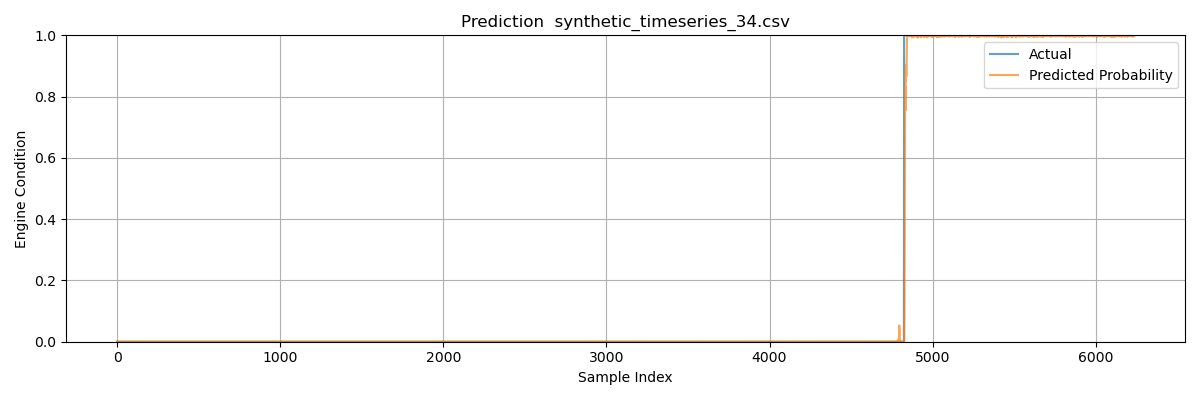 Prediction  synthetic_timeseries_34.csv
1.0
0.8
0.6
0.4
0.2
0.0
Engine Condition
Actual
Predicted Probability
0 1000 2000 3000 4000 5000 6000
Sample Index